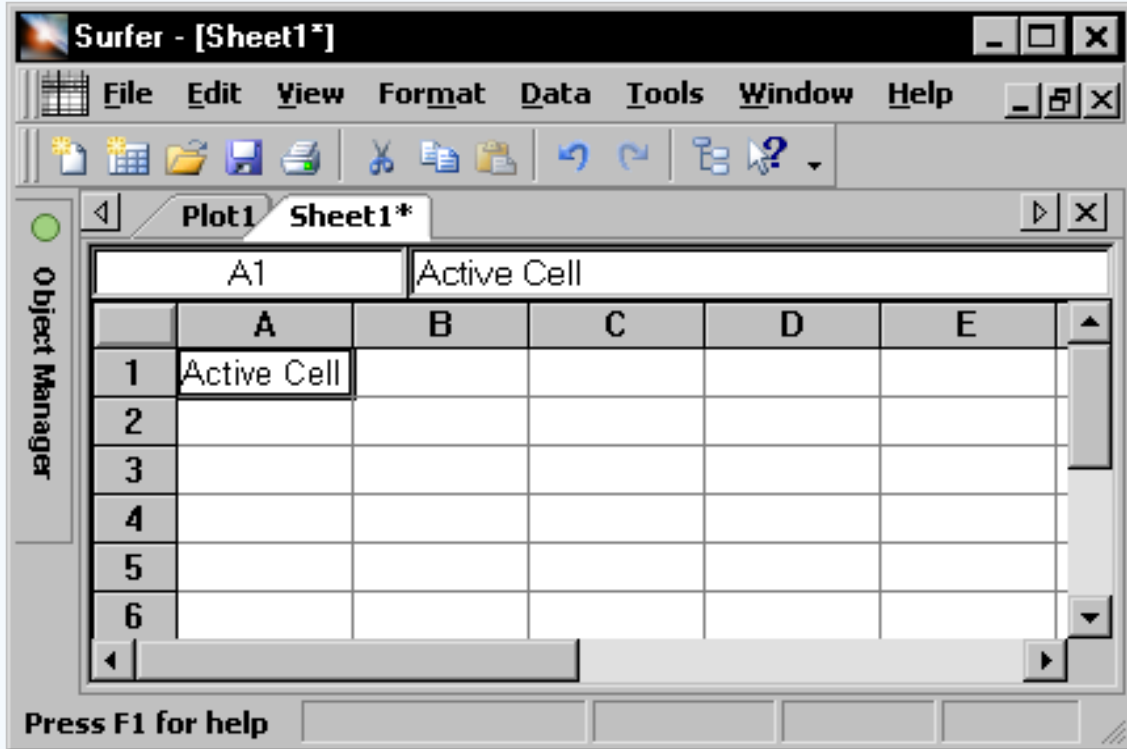 Surfer - [Sheet1*]
File Edit View Format Data Tools Window Help
Plot1 Sheet1*
Object Manager
A1 Active Cell
A B C D E
1 Active Cell
2
3
4
5
6
Press F1 for help